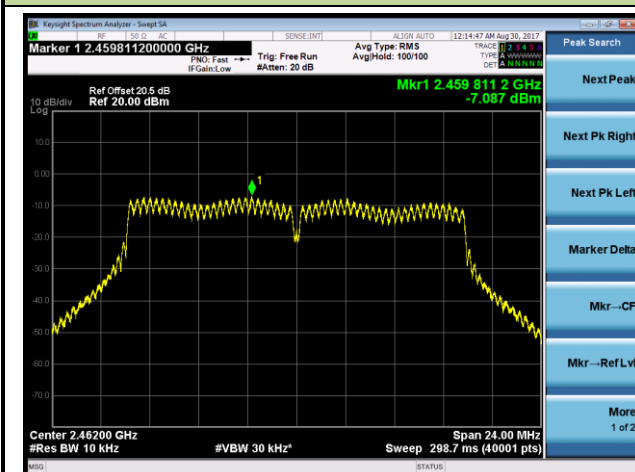 Keysight Spectrum Analyzer - Swept SA
RF 50 Ω AC SENSE:INT ALIGN AUTO 12:14:47 AM Aug 30, 2017
Marker 1 2.459811200000 GHz
PNO: Fast
IFGain:Low
Trig: Free Run
#Atten: 20 dB
Avg Type: RMS
Avg|Hold: 100/100
TRACE 1 2 3 4 5 6
TYPE A WWWWW
DET A N N N N N
Ref Offset 20.5 dB
10 dB/div Ref 20.00 dBm
Log
Mkr1 2.459 811 2 GHz
-7.087 dBm
10.0
0.00
-10.0
-20.0
-30.0
-40.0
-50.0
-60.0
-70.0
1
Center 2.46200 GHz Span 24.00 MHz
#Res BW 10 kHz #VBW 30 kHz* Sweep 298.7 ms (40001 pts)
MSG STATUS
Peak Search
Next Peak
Next Pk Right
Next Pk Left
Marker Delta
Mkr→CF
Mkr→Ref Lvl
More
1 of 2